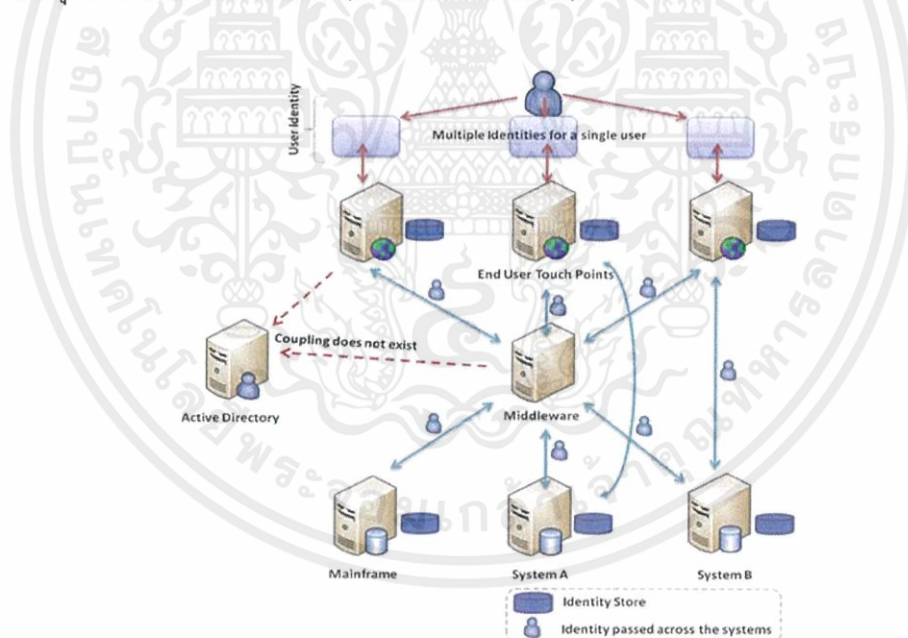 User Identity
Multiple Identities for a single user
End User Touch Points
Coupling does not exist
Active Directory
Middleware
Mainframe
System A
System B
Identity Store
Identity passed across the systems